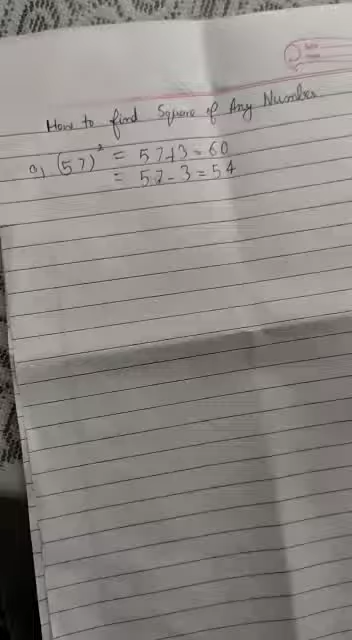 How to find Square of Any Number
a) (57)² = 57+3 = 60
= 57-3 = 54